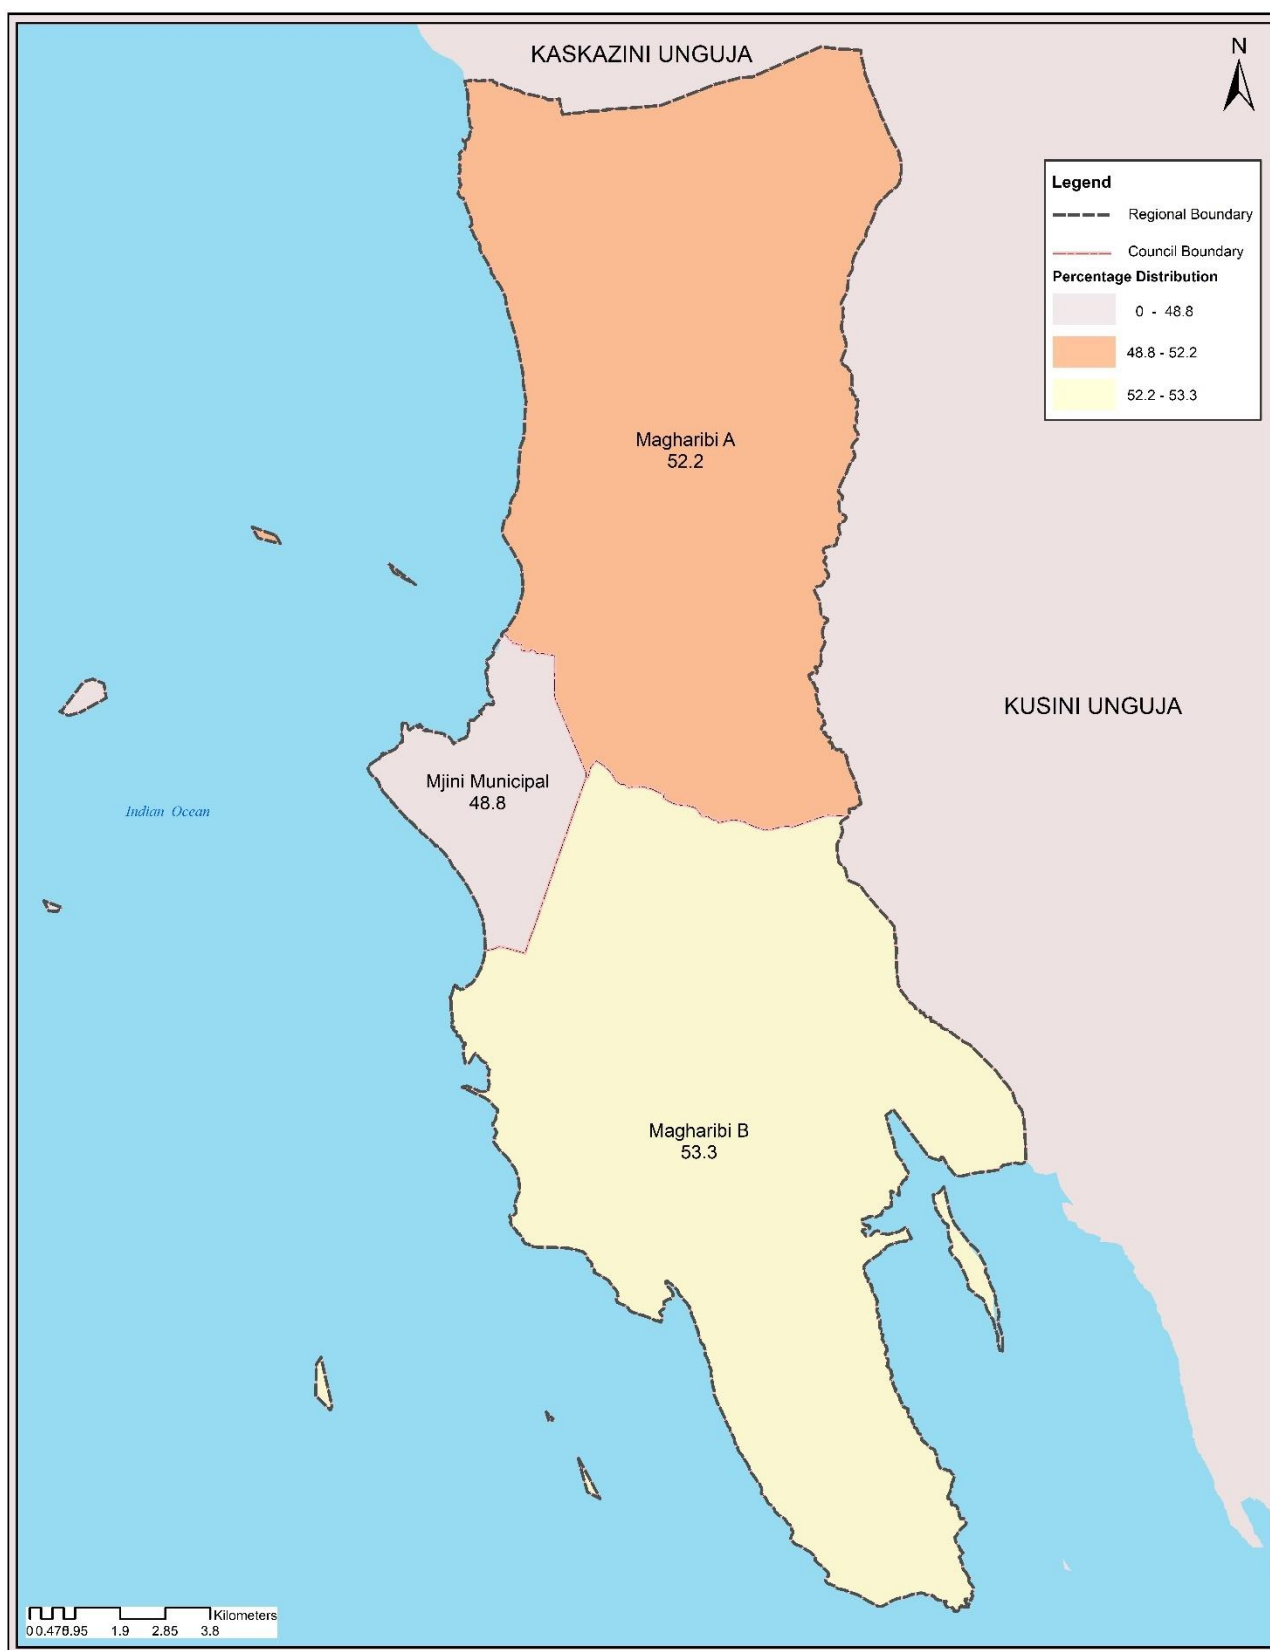 KASKAZINI UNGUJA
N
Legend
Regional Boundary
Council Boundary
Percentage Distribution
0 - 48.8
48.8 - 52.2
52.2 - 53.3
Magharibi A
52.2
KUSINI UNGUJA
Mjini Municipal
48.8
Indian Ocean
Magharibi B
53.3
Kilometers
1.9 2.85 3.8